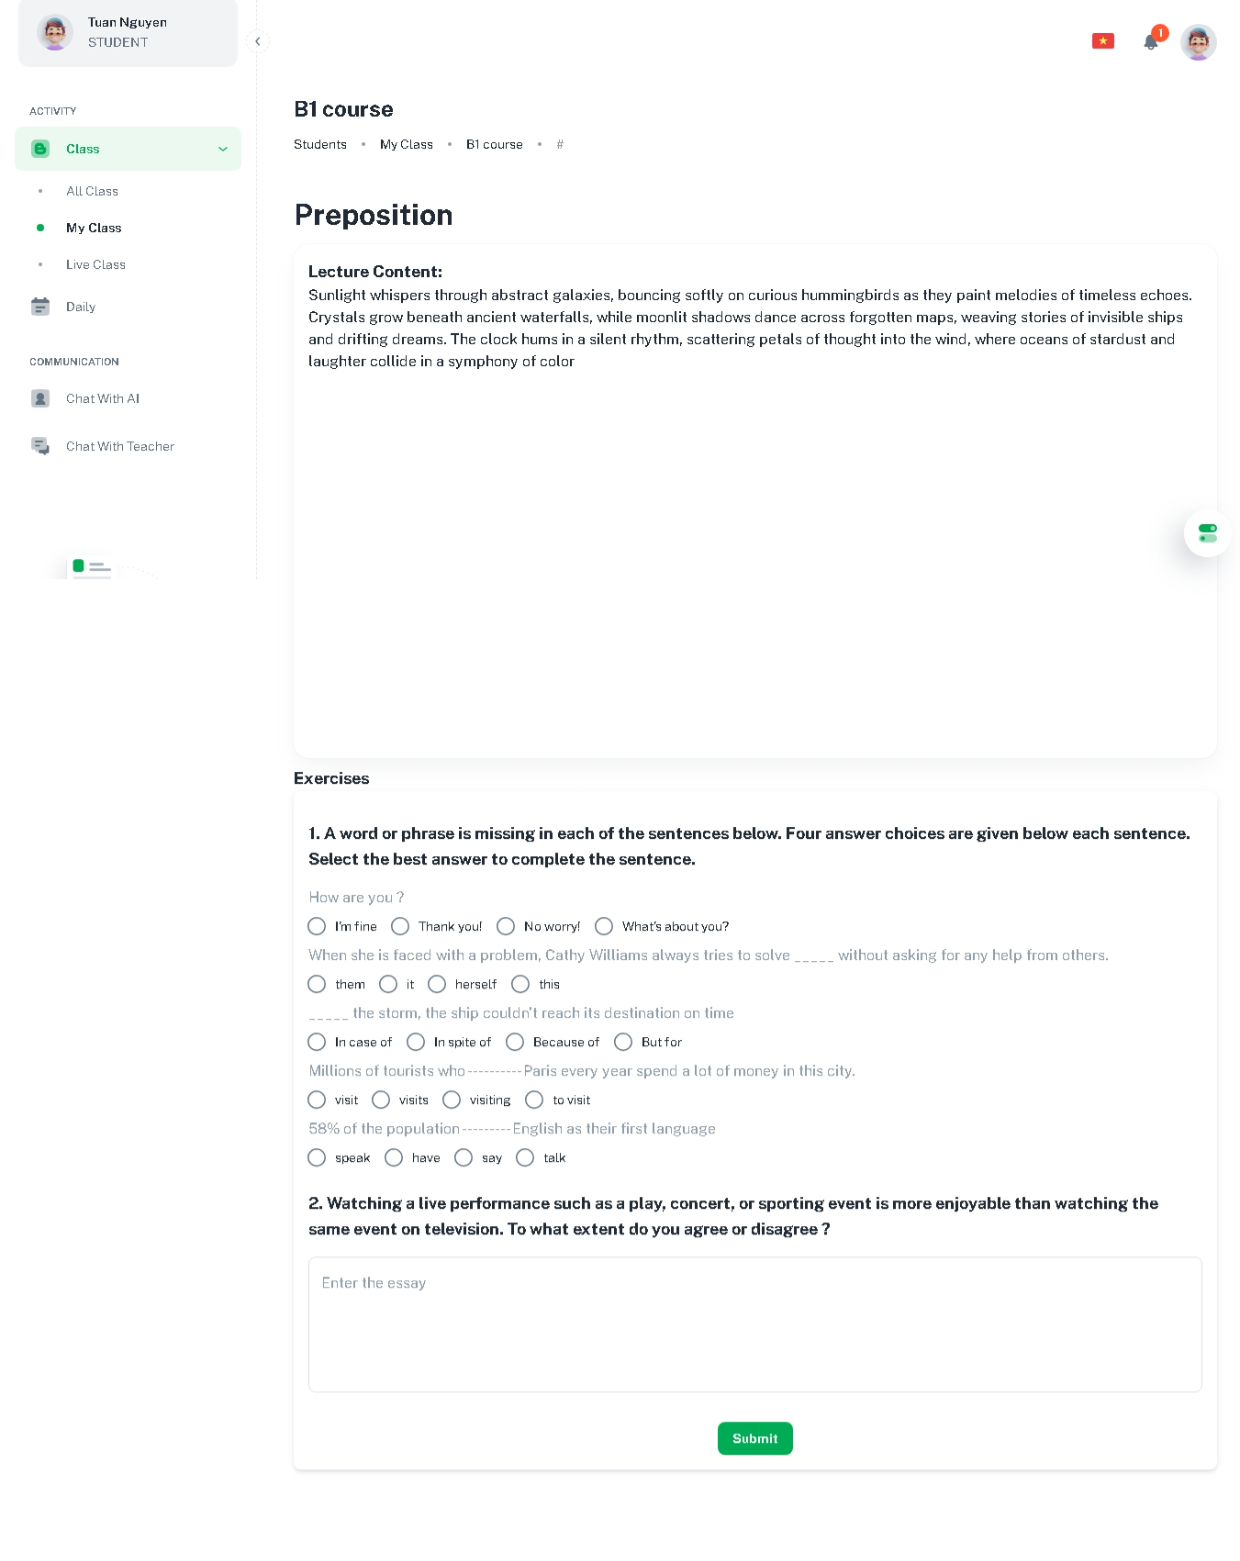 Tuan Nguyen
STUDENT
1
ACTIVITY
Class
All Class
My Class
Live Class
Daily
COMMUNICATION
Chat With AI
Chat With Teacher
B1 course
Students • My Class • B1 course • #
Preposition
Lecture Content:
Sunlight whispers through abstract galaxies, bouncing softly on curious hummingbirds as they paint melodies of timeless echoes.
Crystals grow beneath ancient waterfalls, while moonlit shadows dance across forgotten maps, weaving stories of invisible ships
and drifting dreams. The clock hums in a silent rhythm, scattering petals of thought into the wind, where oceans of stardust and
laughter collide in a symphony of color
Exercises
1. A word or phrase is missing in each of the sentences below. Four answer choices are given below each sentence.
Select the best answer to complete the sentence.
How are you ?
I'm fine Thank you! No worry! What's about you?
When she is faced with a problem, Cathy Williams always tries to solve _____ without asking for any help from others.
them it herself this
_____ the storm, the ship couldn't reach its destination on time
In case of In spite of Because of But for
Millions of tourists who ---------- Paris every year spend a lot of money in this city.
visit visits visiting to visit
58% of the population --------- English as their first language
speak have say talk
2. Watching a live performance such as a play, concert, or sporting event is more enjoyable than watching the
same event on television. To what extent do you agree or disagree ?
Enter the essay
Submit